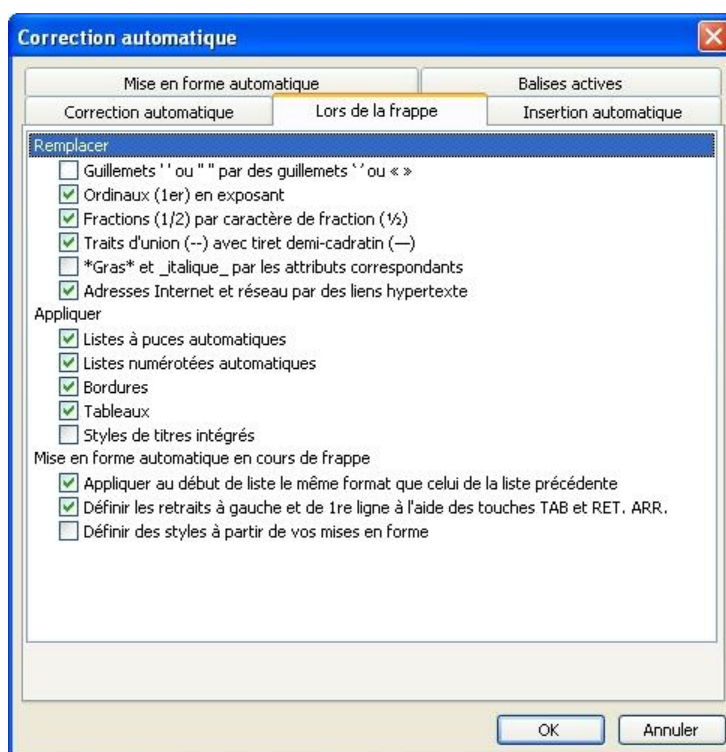 Correction automatique
Mise en forme automatique
Balises actives
Correction automatique
Lors de la frappe
Insertion automatique
Remplacer
Guillemets ' ' ou " " par des guillemets ‘ ’ ou « »
Ordinaux (1er) en exposant
Fractions (1/2) par caractère de fraction (½)
Traits d'union (--) avec tiret demi-cadratin (—)
*Gras* et _italique_ par les attributs correspondants
Adresses Internet et réseau par des liens hypertexte
Appliquer
Listes à puces automatiques
Listes numérotées automatiques
Bordures
Tableaux
Styles de titres intégrés
Mise en forme automatique en cours de frappe
Appliquer au début de liste le même format que celui de la liste précédente
Définir les retraits à gauche et de 1re ligne à l'aide des touches TAB et RET. ARR.
Définir des styles à partir de vos mises en forme
OK
Annuler